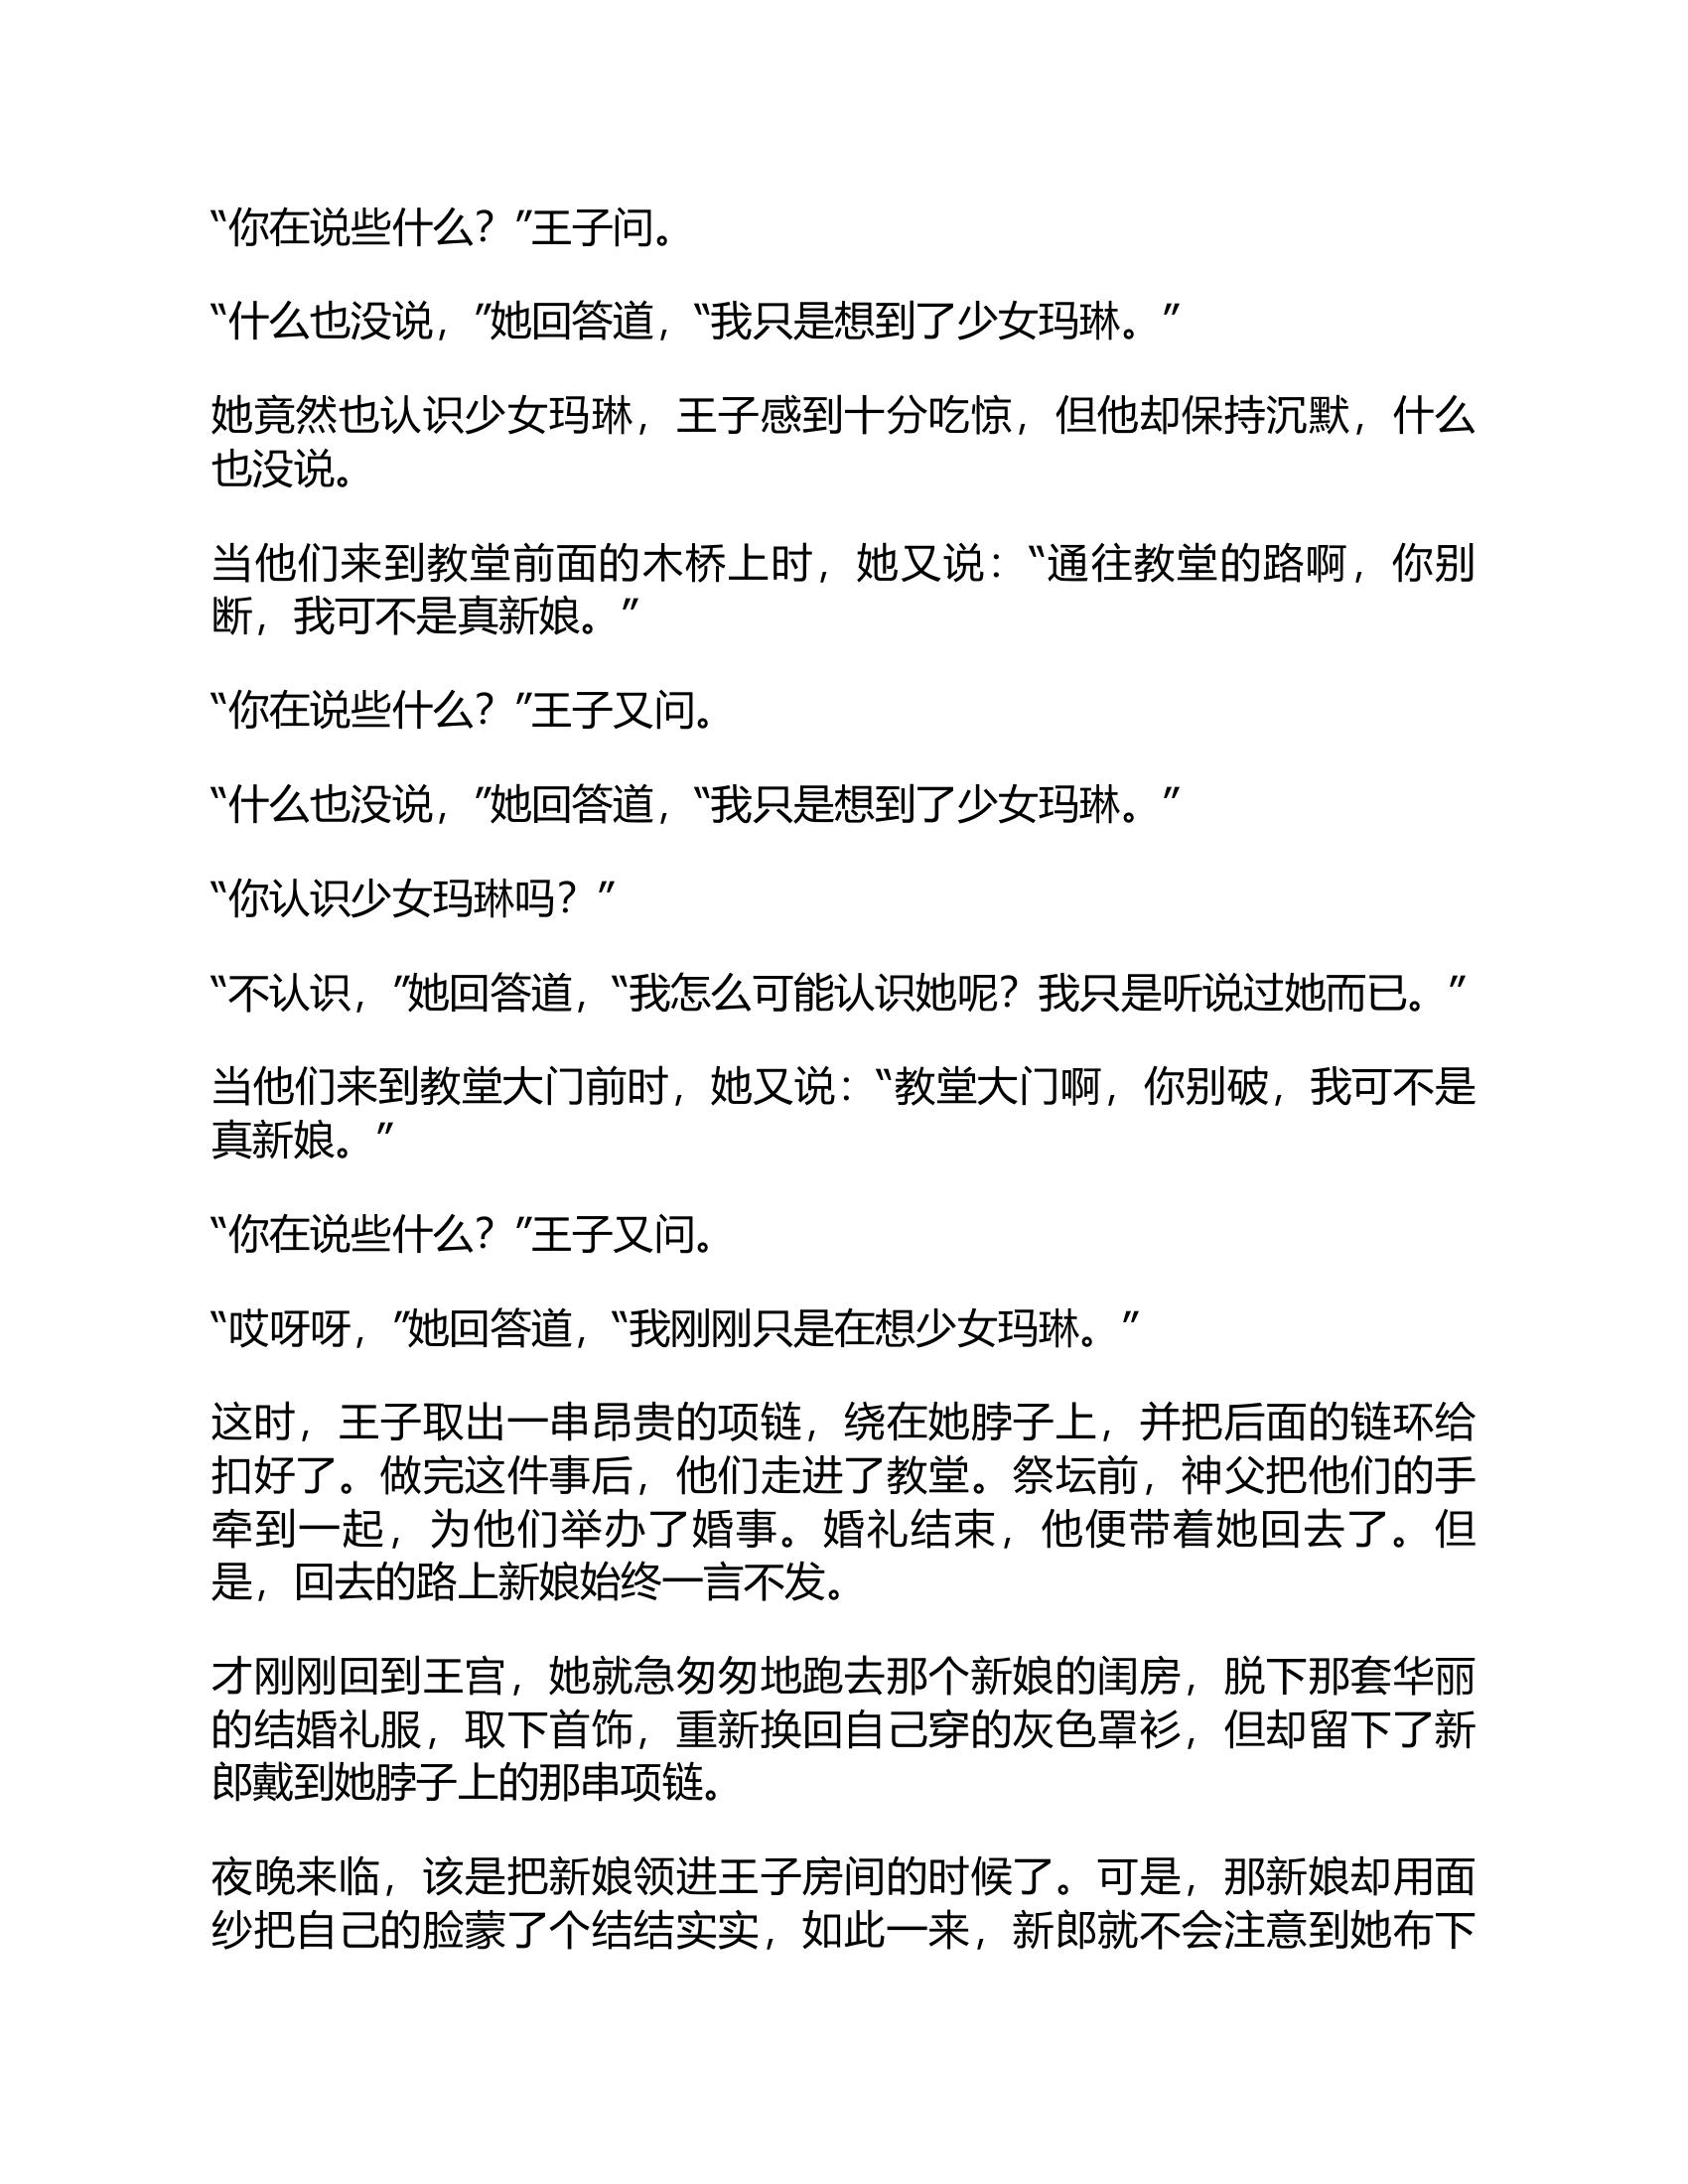 “你在说些什么？”王子问。
“什么也没说，”她回答道，“我只是想到了少女玛琳。”
她竟然也认识少女玛琳，王子感到十分吃惊，但他却保持沉默，什么
也没说。
当他们来到教堂前面的木桥上时，她又说：“通往教堂的路啊，你别
断，我可不是真新娘。”
“你在说些什么？”王子又问。
“什么也没说，”她回答道，“我只是想到了少女玛琳。”
“你认识少女玛琳吗？”
“不认识，”她回答道，“我怎么可能认识她呢？我只是听说过她而已。”
当他们来到教堂大门前时，她又说：“教堂大门啊，你别破，我可不是
真新娘。”
“你在说些什么？”王子又问。
“哎呀呀，”她回答道，“我刚刚只是在想少女玛琳。”
这时，王子取出一串昂贵的项链，绕在她脖子上，并把后面的链环给
扣好了。做完这件事后，他们走进了教堂。祭坛前，神父把他们的手
牵到一起，为他们举办了婚事。婚礼结束，他便带着她回去了。但
是，回去的路上新娘始终一言不发。
才刚刚回到王宫，她就急匆匆地跑去那个新娘的闺房，脱下那套华丽
的结婚礼服，取下首饰，重新换回自己穿的灰色罩衫，但却留下了新
郎戴到她脖子上的那串项链。
夜晚来临，该是把新娘领进王子房间的时候了。可是，那新娘却用面
纱把自己的脸蒙了个结结实实，如此一来，新郎就不会注意到她布下